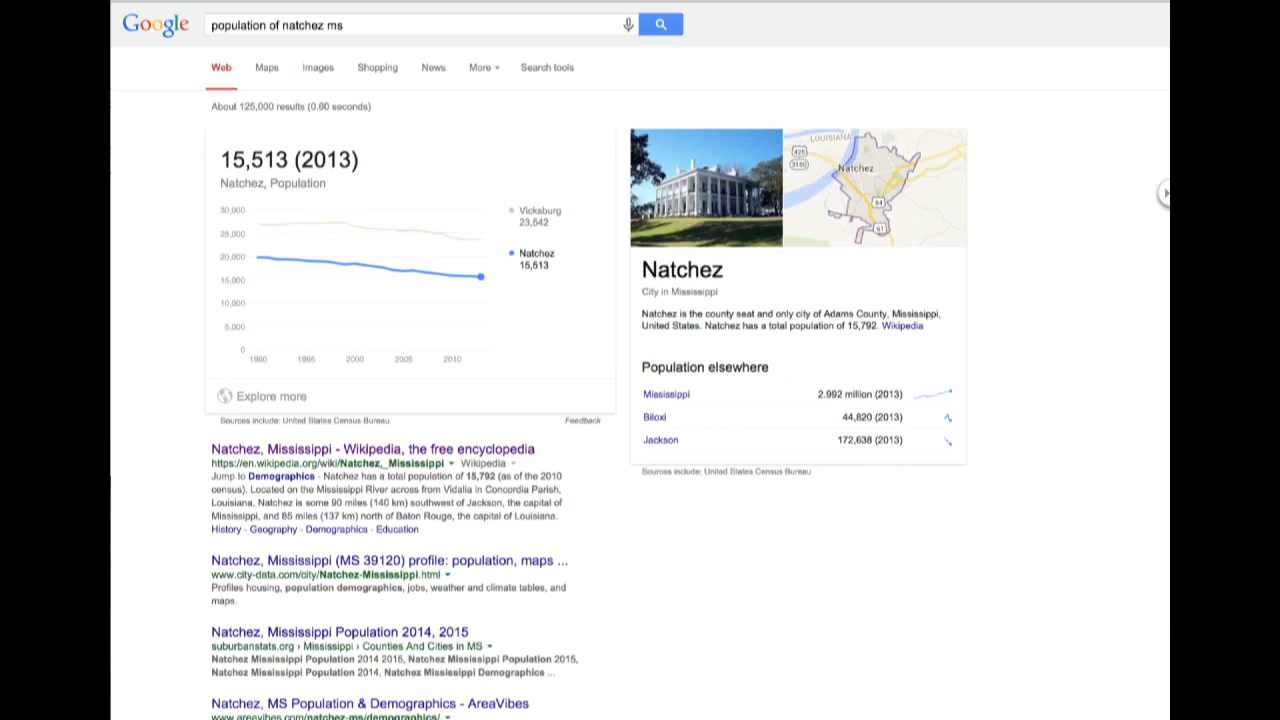 Google
population of natchez ms
Web Maps Images Shopping News More Search tools
About 125,000 results (0.60 seconds)
15,513 (2013)
Natchez, Population
30,000
25,000
20,000
15,000
10,000
5,000
0
1990 1995 2000 2005 2010
Vicksburg
23,542
Natchez
15,513
Explore more
Sources include: United States Census Bureau Feedback
Natchez, Mississippi - Wikipedia, the free encyclopedia
https://en.wikipedia.org/wiki/Natchez,_Mississippi Wikipedia
Jump to Demographics - Natchez has a total population of 15,792 (as of the 2010
census). Located on the Mississippi River across from Vidalia in Concordia Parish,
Louisiana, Natchez is some 90 miles (140 km) southwest of Jackson, the capital of
Mississippi, and 85 miles (137 km) north of Baton Rouge, the capital of Louisiana.
History - Geography - Demographics - Education
Natchez, Mississippi (MS 39120) profile: population, maps ...
www.city-data.com/city/Natchez-Mississippi.html
Profiles housing, population demographics, jobs, weather and climate tables, and
maps.
Natchez, Mississippi Population 2014, 2015
suburbanstats.org › Mississippi › Counties And Cities in MS
Natchez Mississippi Population 2014 2015, Natchez Mississippi Population 2015,
Natchez Mississippi Population 2014, Natchez Mississippi Demographics ...
Natchez, MS Population & Demographics - AreaVibes
www.areavibes.com/natchez-ms/demographics/
LOUISIANA
425
3180
Natchez
84
61
Natchez
City in Mississippi
Natchez is the county seat and only city of Adams County, Mississippi,
United States. Natchez has a total population of 15,792. Wikipedia
Population elsewhere
Mississippi 2.992 million (2013)
Biloxi 44,820 (2013)
Jackson 172,638 (2013)
Sources include: United States Census Bureau